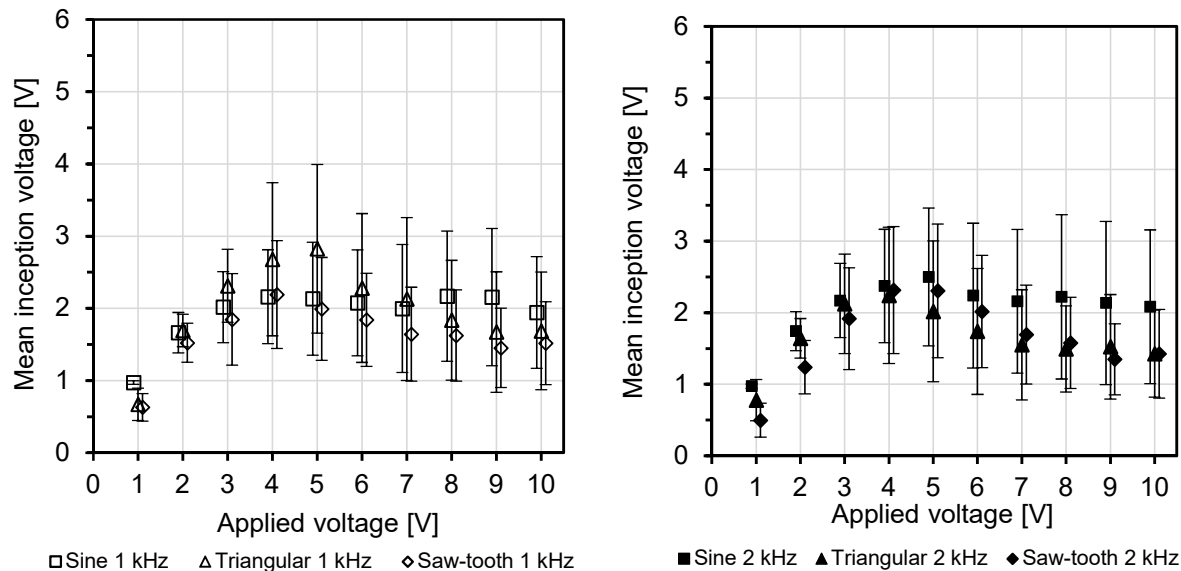 6
5
4
3
2
1
0
Mean inception voltage [V]
0 1 2 3 4 5 6 7 8 9 10
Applied voltage [V]
Sine 1 kHz Triangular 1 kHz Saw-tooth 1 kHz
6
5
4
3
2
1
0
Mean inception voltage [V]
0 1 2 3 4 5 6 7 8 9 10
Applied voltage [V]
Sine 2 kHz Triangular 2 kHz Saw-tooth 2 kHz